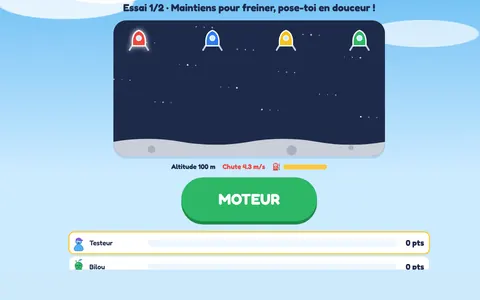 Essai 1/2 · Maintiens pour freiner, pose-toi en douceur !
Altitude 100 m Chute 4.3 m/s
MOTEUR
Testeur 0 pts
Bilou 0 pts